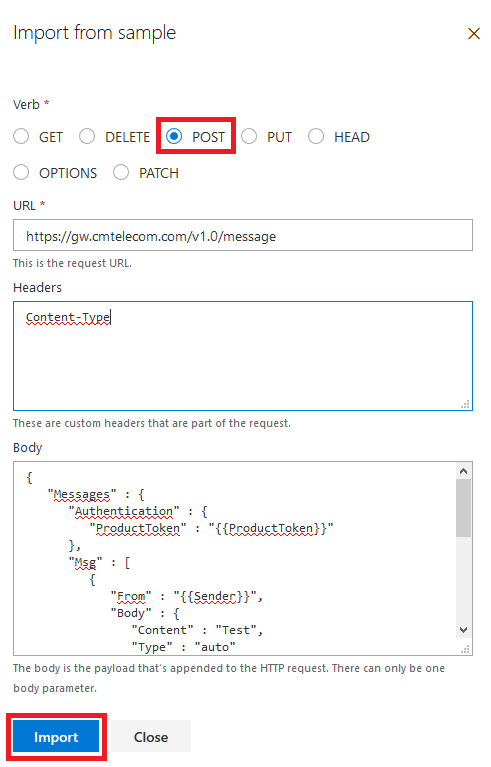 Import from sample
Verb *
GET DELETE POST PUT HEAD
OPTIONS PATCH
URL *
https://gw.cmtelecom.com/v1.0/message
This is the request URL.
Headers
Content-Type
These are custom headers that are part of the request.
Body
{
"Messages" : {
"Authentication" : {
"ProductToken" : "{{ProductToken}}"
},
"Msg" : [
{
"From" : "{{Sender}}",
"Body" : {
"Content" : "Test",
"Type" : "auto"
The body is the payload that's appended to the HTTP request. There can only be one
body parameter.
Import Close